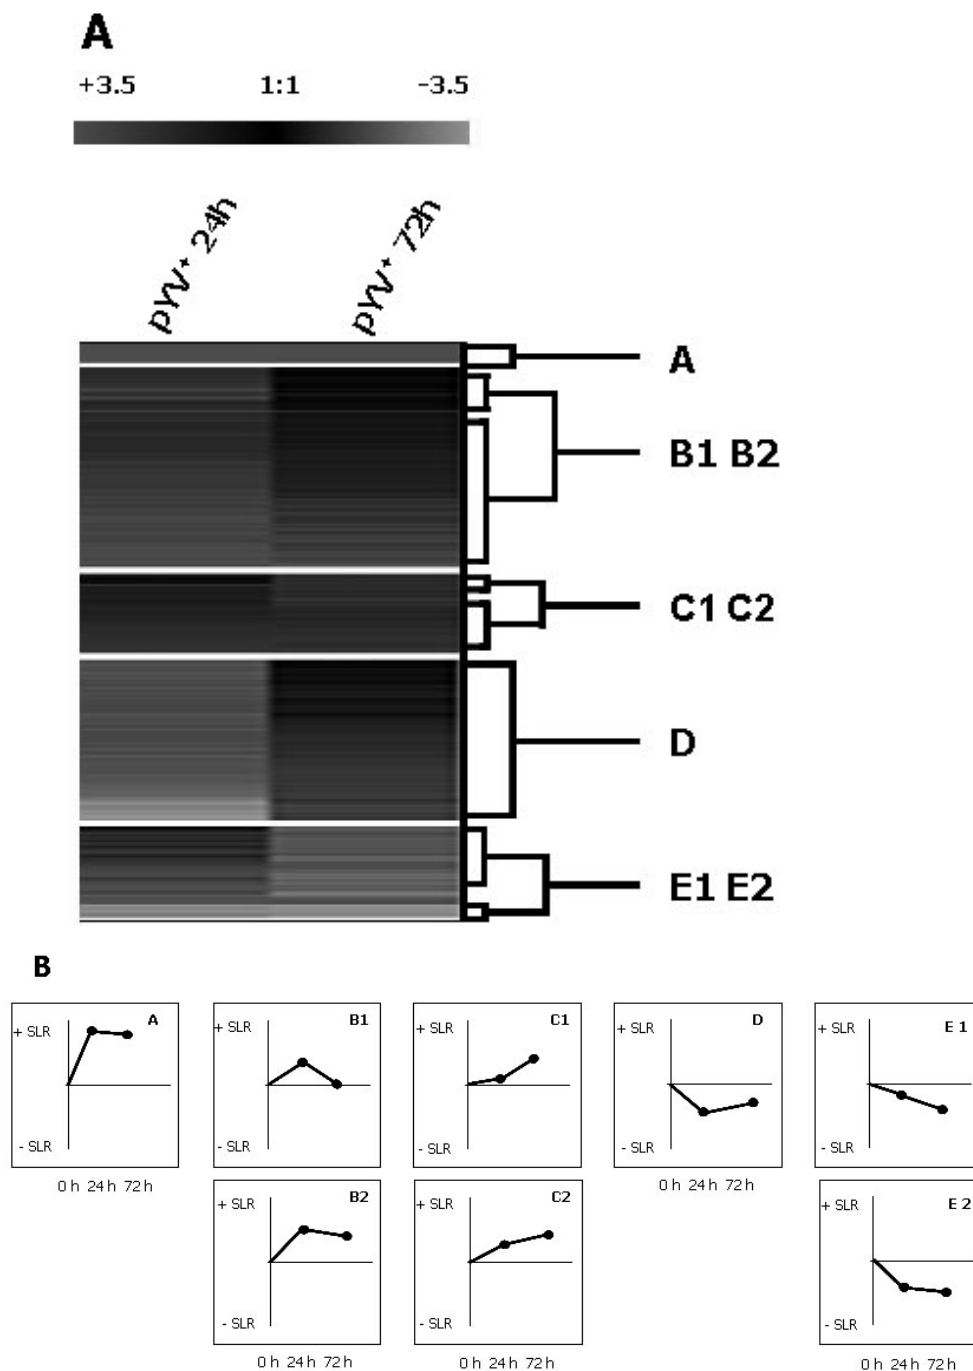 A
+3.5 1:1 -3.5
pYV+ 24h pYV+ 72h
A
B1 B2
C1 C2
D
E1 E2
B
+ SLR A
- SLR
0 h 24 h 72 h
+ SLR B1
- SLR
+ SLR C1
- SLR
+ SLR D
- SLR
0 h 24 h 72 h
+ SLR E 1
- SLR
+ SLR B2
- SLR
0 h 24 h 72 h
+ SLR C2
- SLR
0 h 24 h 72 h
+ SLR E 2
- SLR
0 h 24 h 72 h